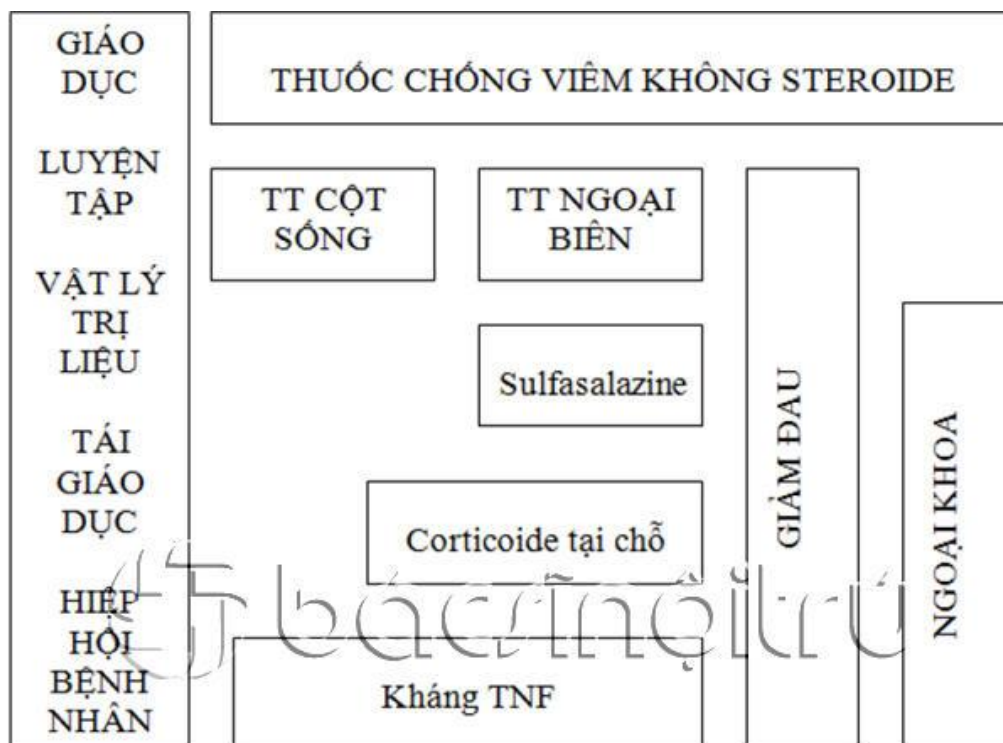 GIÁO
DỤC
LUYỆN
TẬP
VẬT LÝ
TRỊ
LIỆU
TÁI
GIÁO
DỤC
HIỆP
HỘI
BỆNH
NHÂN
THUỐC CHỐNG VIÊM KHÔNG STEROIDE
TT CỘT
SỐNG
TT NGOẠI
BIÊN
Sulfasalazine
Corticoide tại chỗ
Kháng TNF
GIẢM ĐAU
NGOẠI KHOA
bácsĩnộitrú